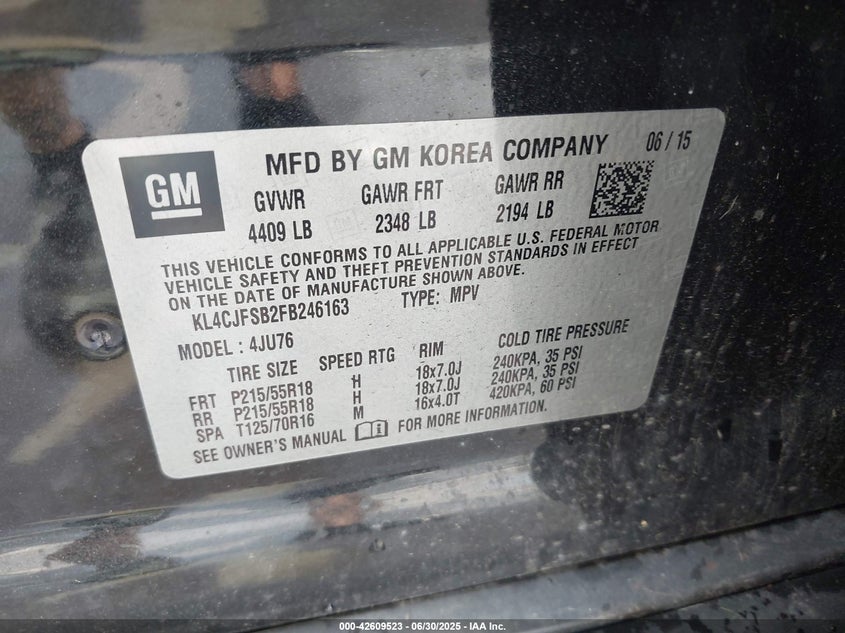 GM
MFD BY GM KOREA COMPANY 06 / 15
GVWR GAWR FRT GAWR RR
4409 LB 2348 LB 2194 LB
THIS VEHICLE CONFORMS TO ALL APPLICABLE U.S. FEDERAL MOTOR
VEHICLE SAFETY AND THEFT PREVENTION STANDARDS IN EFFECT
ON THE DATE OF MANUFACTURE SHOWN ABOVE.
KL4CJFSB2FB246163 TYPE: MPV
MODEL : 4JU76
TIRE SIZE SPEED RTG RIM COLD TIRE PRESSURE
FRT P215/55R18 H 18x7.0J 240KPA, 35 PSI
RR P215/55R18 H 18x7.0J 240KPA, 35 PSI
SPA T125/70R16 M 16x4.0T 420KPA, 60 PSI
SEE OWNER'S MANUAL FOR MORE INFORMATION.
000-42609523 - 06/30/2025 - IAA Inc.